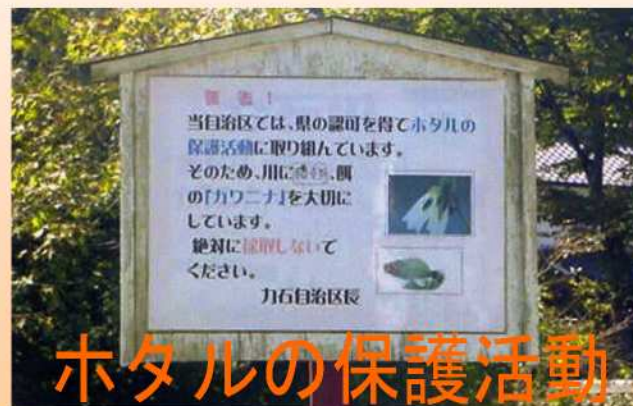 当自治区では、県の認可を得てホタルの
保護活動に取り組んでいます。
そのため、川に 、餌
の『カワニナ』を大切に
しています。
絶対に採取しないで
ください。
力石自治区長
ホタルの保護活動